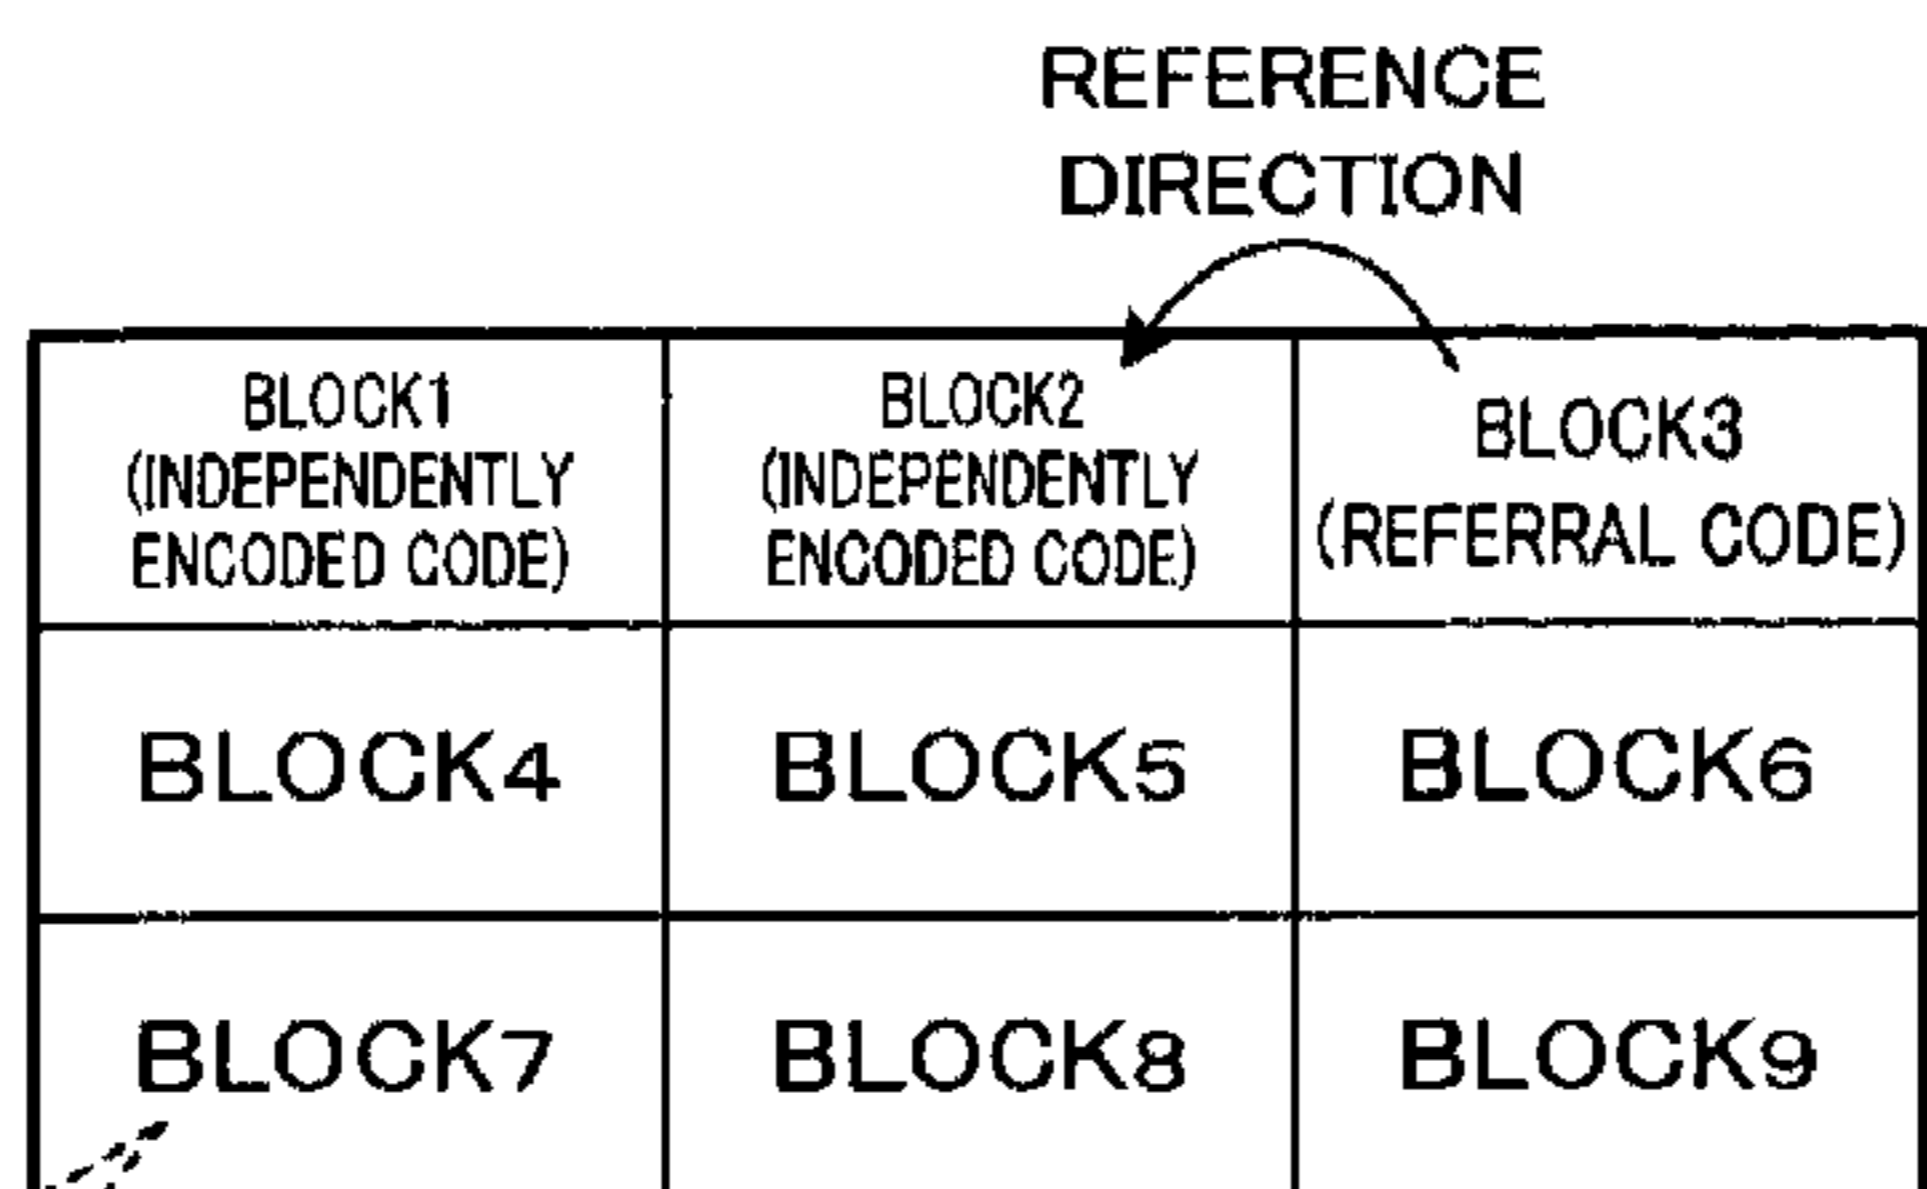 REFERENCE
DIRECTION
BLOCK1
(INDEPENDENTLY
ENCODED CODE)
BLOCK2
(INDEPENDENTLY
ENCODED CODE)
BLOCK3
(REFERRAL CODE)
BLOCK4
BLOCK5
BLOCK6
BLOCK7
BLOCK8
BLOCK9